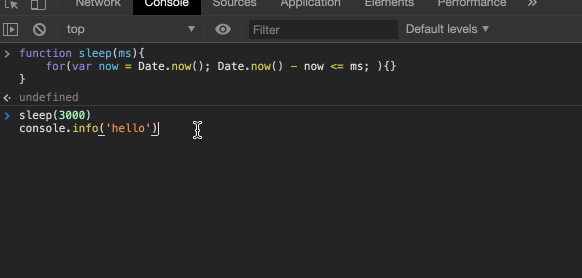 Network Console Sources Application Elements Performance »
top ▼ Filter Default levels ▼
> function sleep(ms){
for(var now = Date.now(); Date.now() - now <= ms; ){}
}
undefined
> sleep(3000)
console.info('hello')